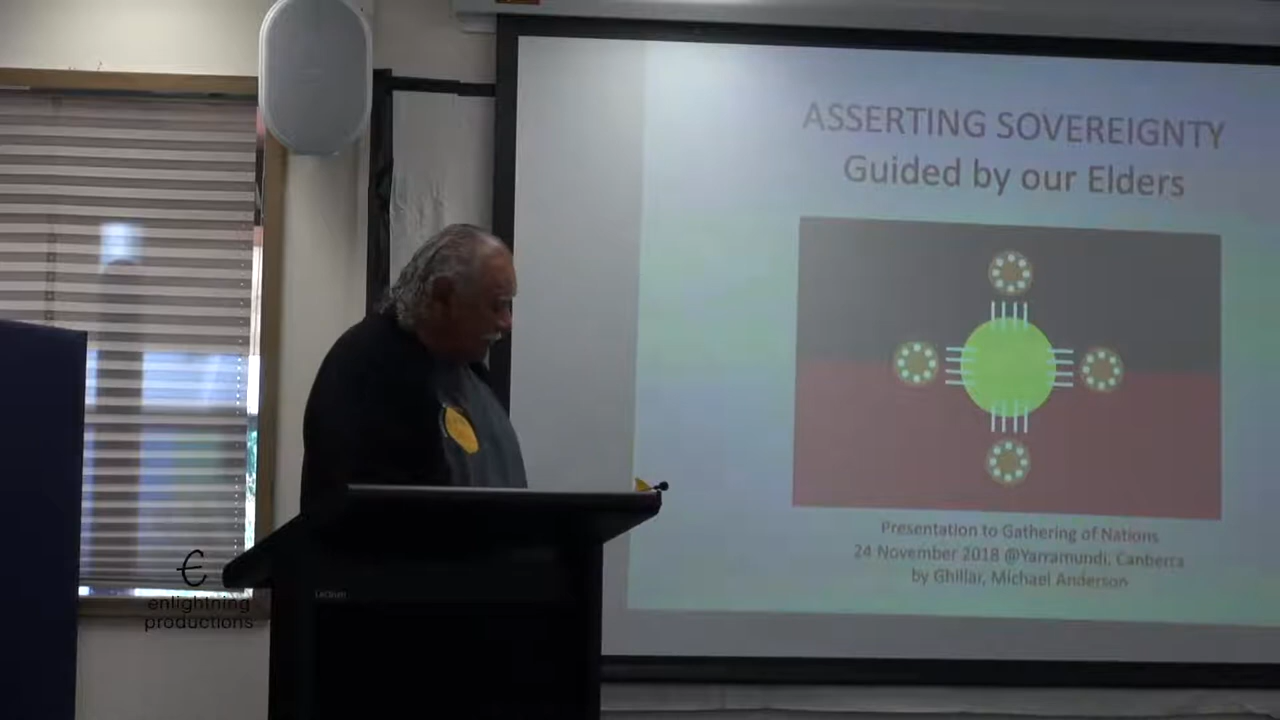 ASSERTING SOVEREIGNTY
Guided by our Elders
Presentation to Gathering of Nations
24 November 2018 @Yarramundi, Canberra
by Ghillar, Michael Anderson
Lectrum
€
enlightning
productions